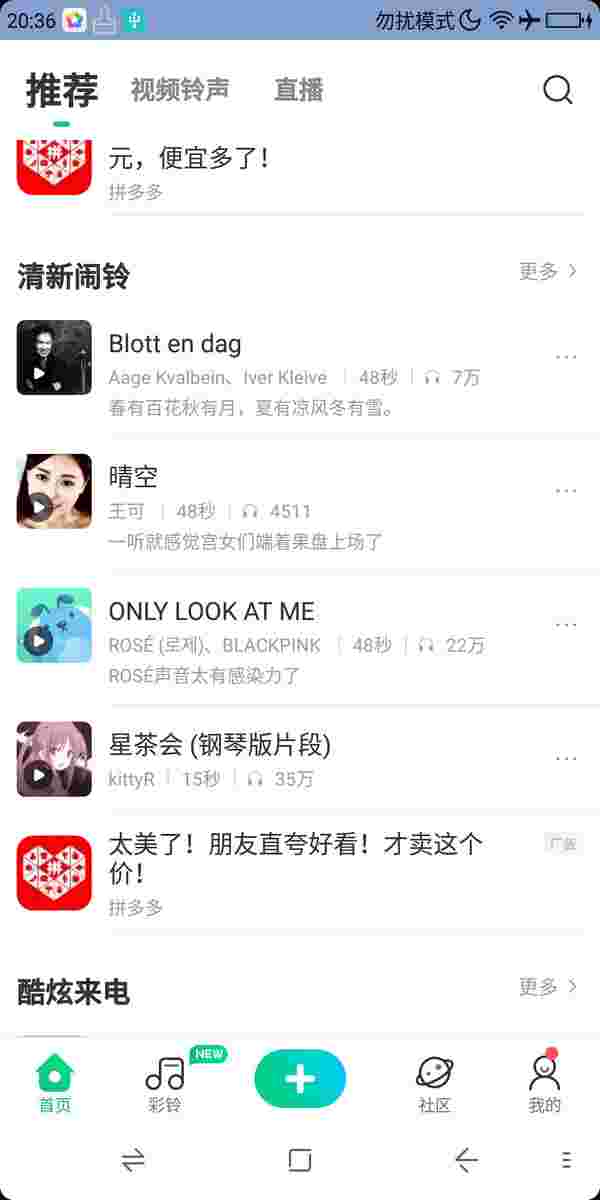 20:36 勿扰模式
推荐 视频铃声 直播
元，便宜多了！
拼多多
清新闹铃 更多
Blott en dag
Aage Kvalbein、Iver Kleive 48秒 7万
春有百花秋有月，夏有凉风冬有雪。
晴空
王可 48秒 4511
一听就感觉宫女们端着果盘上场了
ONLY LOOK AT ME
ROSÉ (로제)、BLACKPINK 48秒 22万
ROSÉ声音太有感染力了
星茶会 (钢琴版片段)
kittyR 15秒 35万
太美了！朋友直夸好看！才卖这个 广告
价！
拼
拼多多
酷炫来电 更多
NEW
首页 彩铃 社区 我的